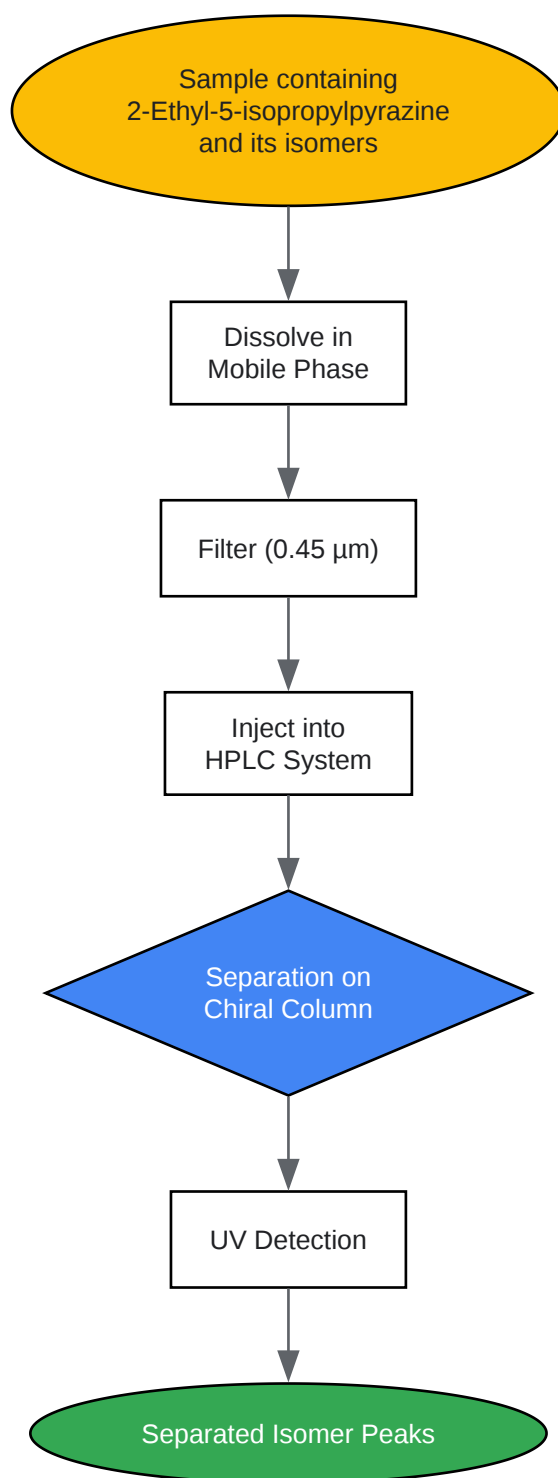 Sample containing
2-Ethyl-5-isopropylpyrazine
and its isomers
Dissolve in
Mobile Phase
Filter (0.45 µm)
Inject into
HPLC System
Separation on
Chiral Column
UV Detection
Separated Isomer Peaks